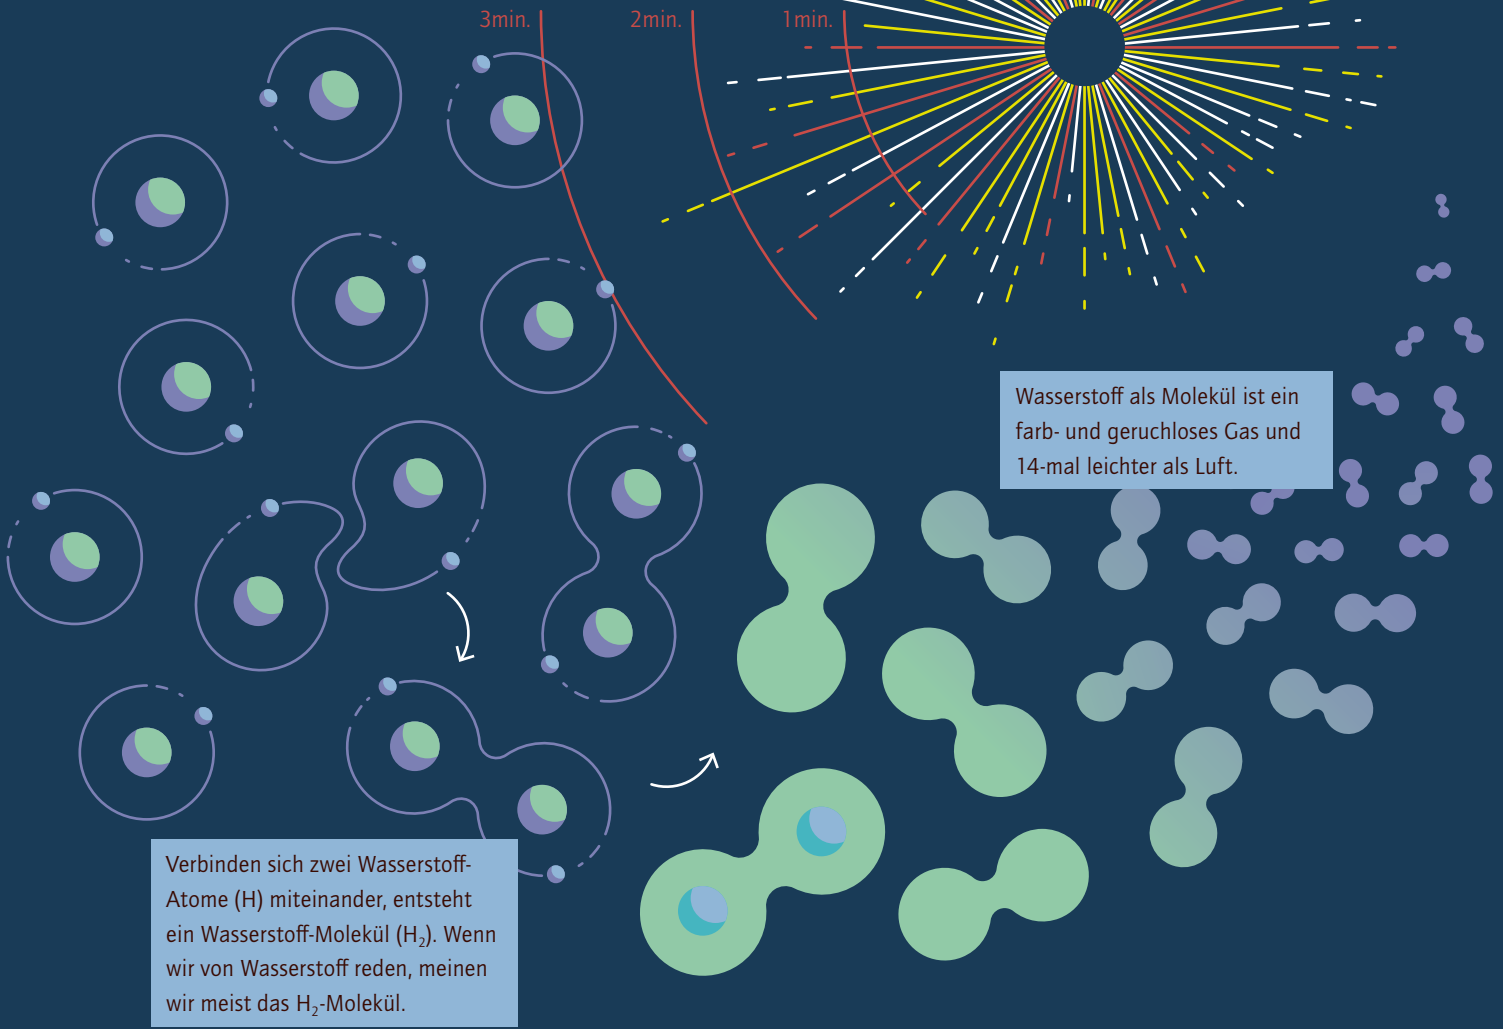 3min.
2min.
1min.
Wasserstoff als Molekül ist ein
farb- und geruchloses Gas und
14-mal leichter als Luft.
Verbinden sich zwei Wasserstoff-
Atome (H) miteinander, entsteht
ein Wasserstoff-Molekül (H₂). Wenn
wir von Wasserstoff reden, meinen
wir meist das H₂-Molekül.